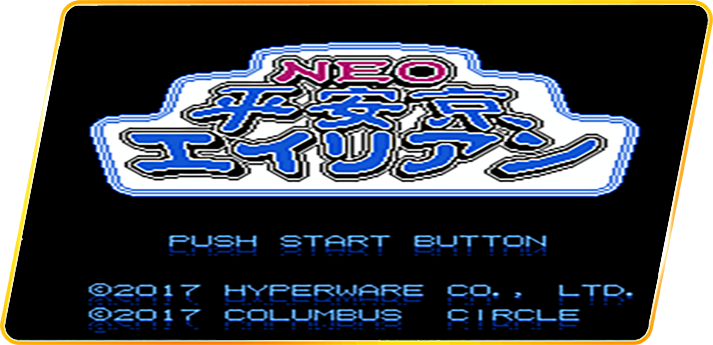 NEO
平安京
エイリアン
PUSH START BUTTON
©2017 HYPERWARE CO., LTD.
©2017 COLUMBUS CIRCLE